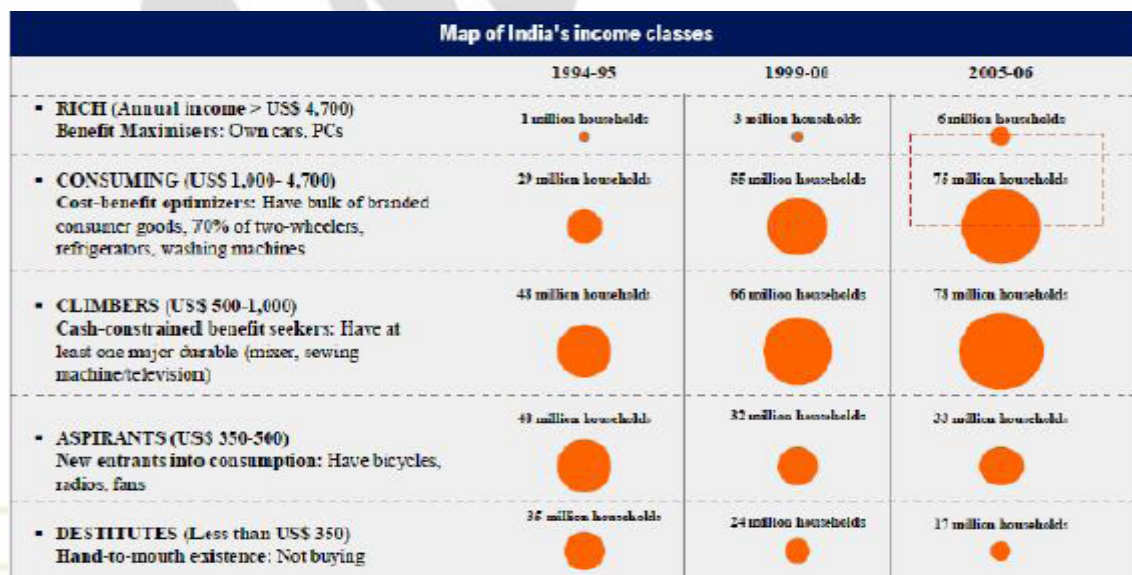 Map of India's income classes
1994-95 1999-00 2005-06
▪ RICH (Annual income > US$ 4,700)
Benefit Maximisers: Own cars, PCs
1 million households 3 million households 6 million households
▪ CONSUMING (US$ 1,000- 4,700)
Cost-benefit optimizers: Have bulk of branded
consumer goods, 70% of two-wheelers,
refrigerators, washing machines
29 million households 55 million households million households
▪ CLIMBERS (US$ 500-1,000)
Cash-constrained benefit seekers: Have at
least one major durable (mixer, sewing
machine/television)
million households 66 million households 78 million households
▪ ASPIRANTS (US$ 350-500)
New entrants into consumption: Have bicycles,
radios, fans
million households 32 million households 33 million households
▪ DESTITUTES (Less than US$ 350)
Hand-to-mouth existence: Not buying
35 million households 24 million households 17 million households